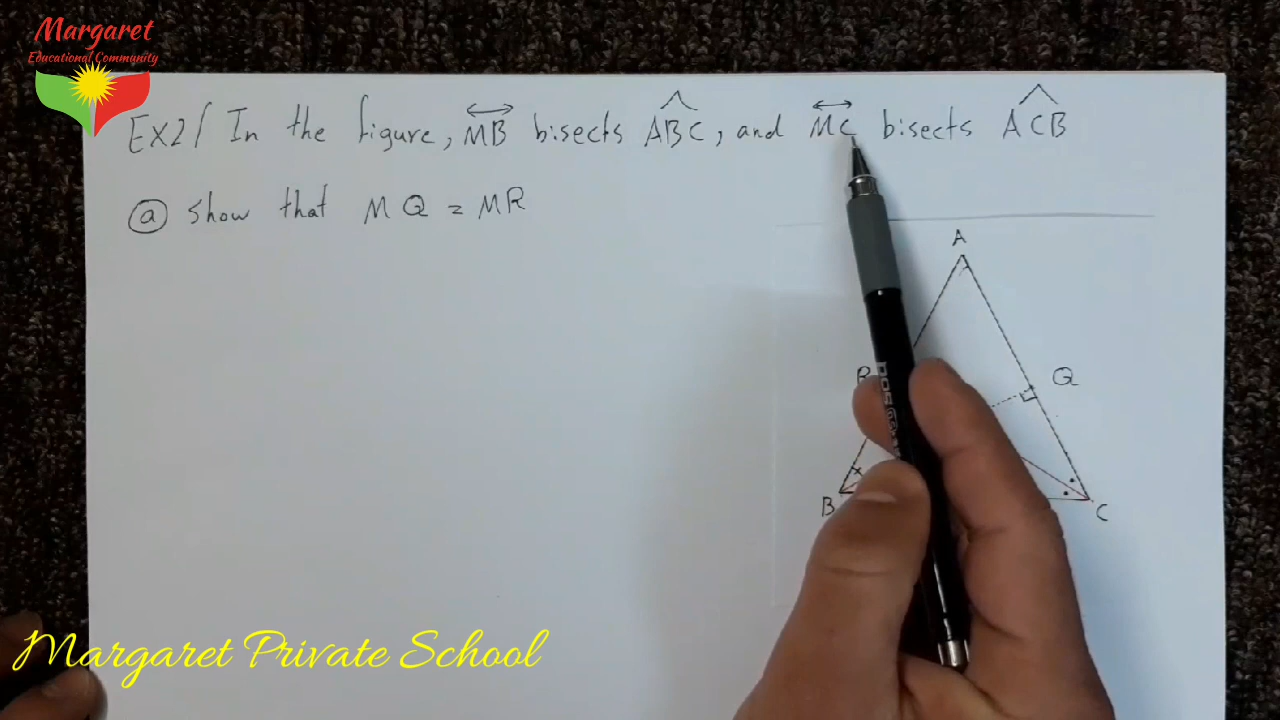 Margaret
Educational Community
EX2/ In the figure, MB bisects ABC, and MC bisects ACB
ⓐ show that MQ = MR
A
R
Q
B
C
Margaret Private School